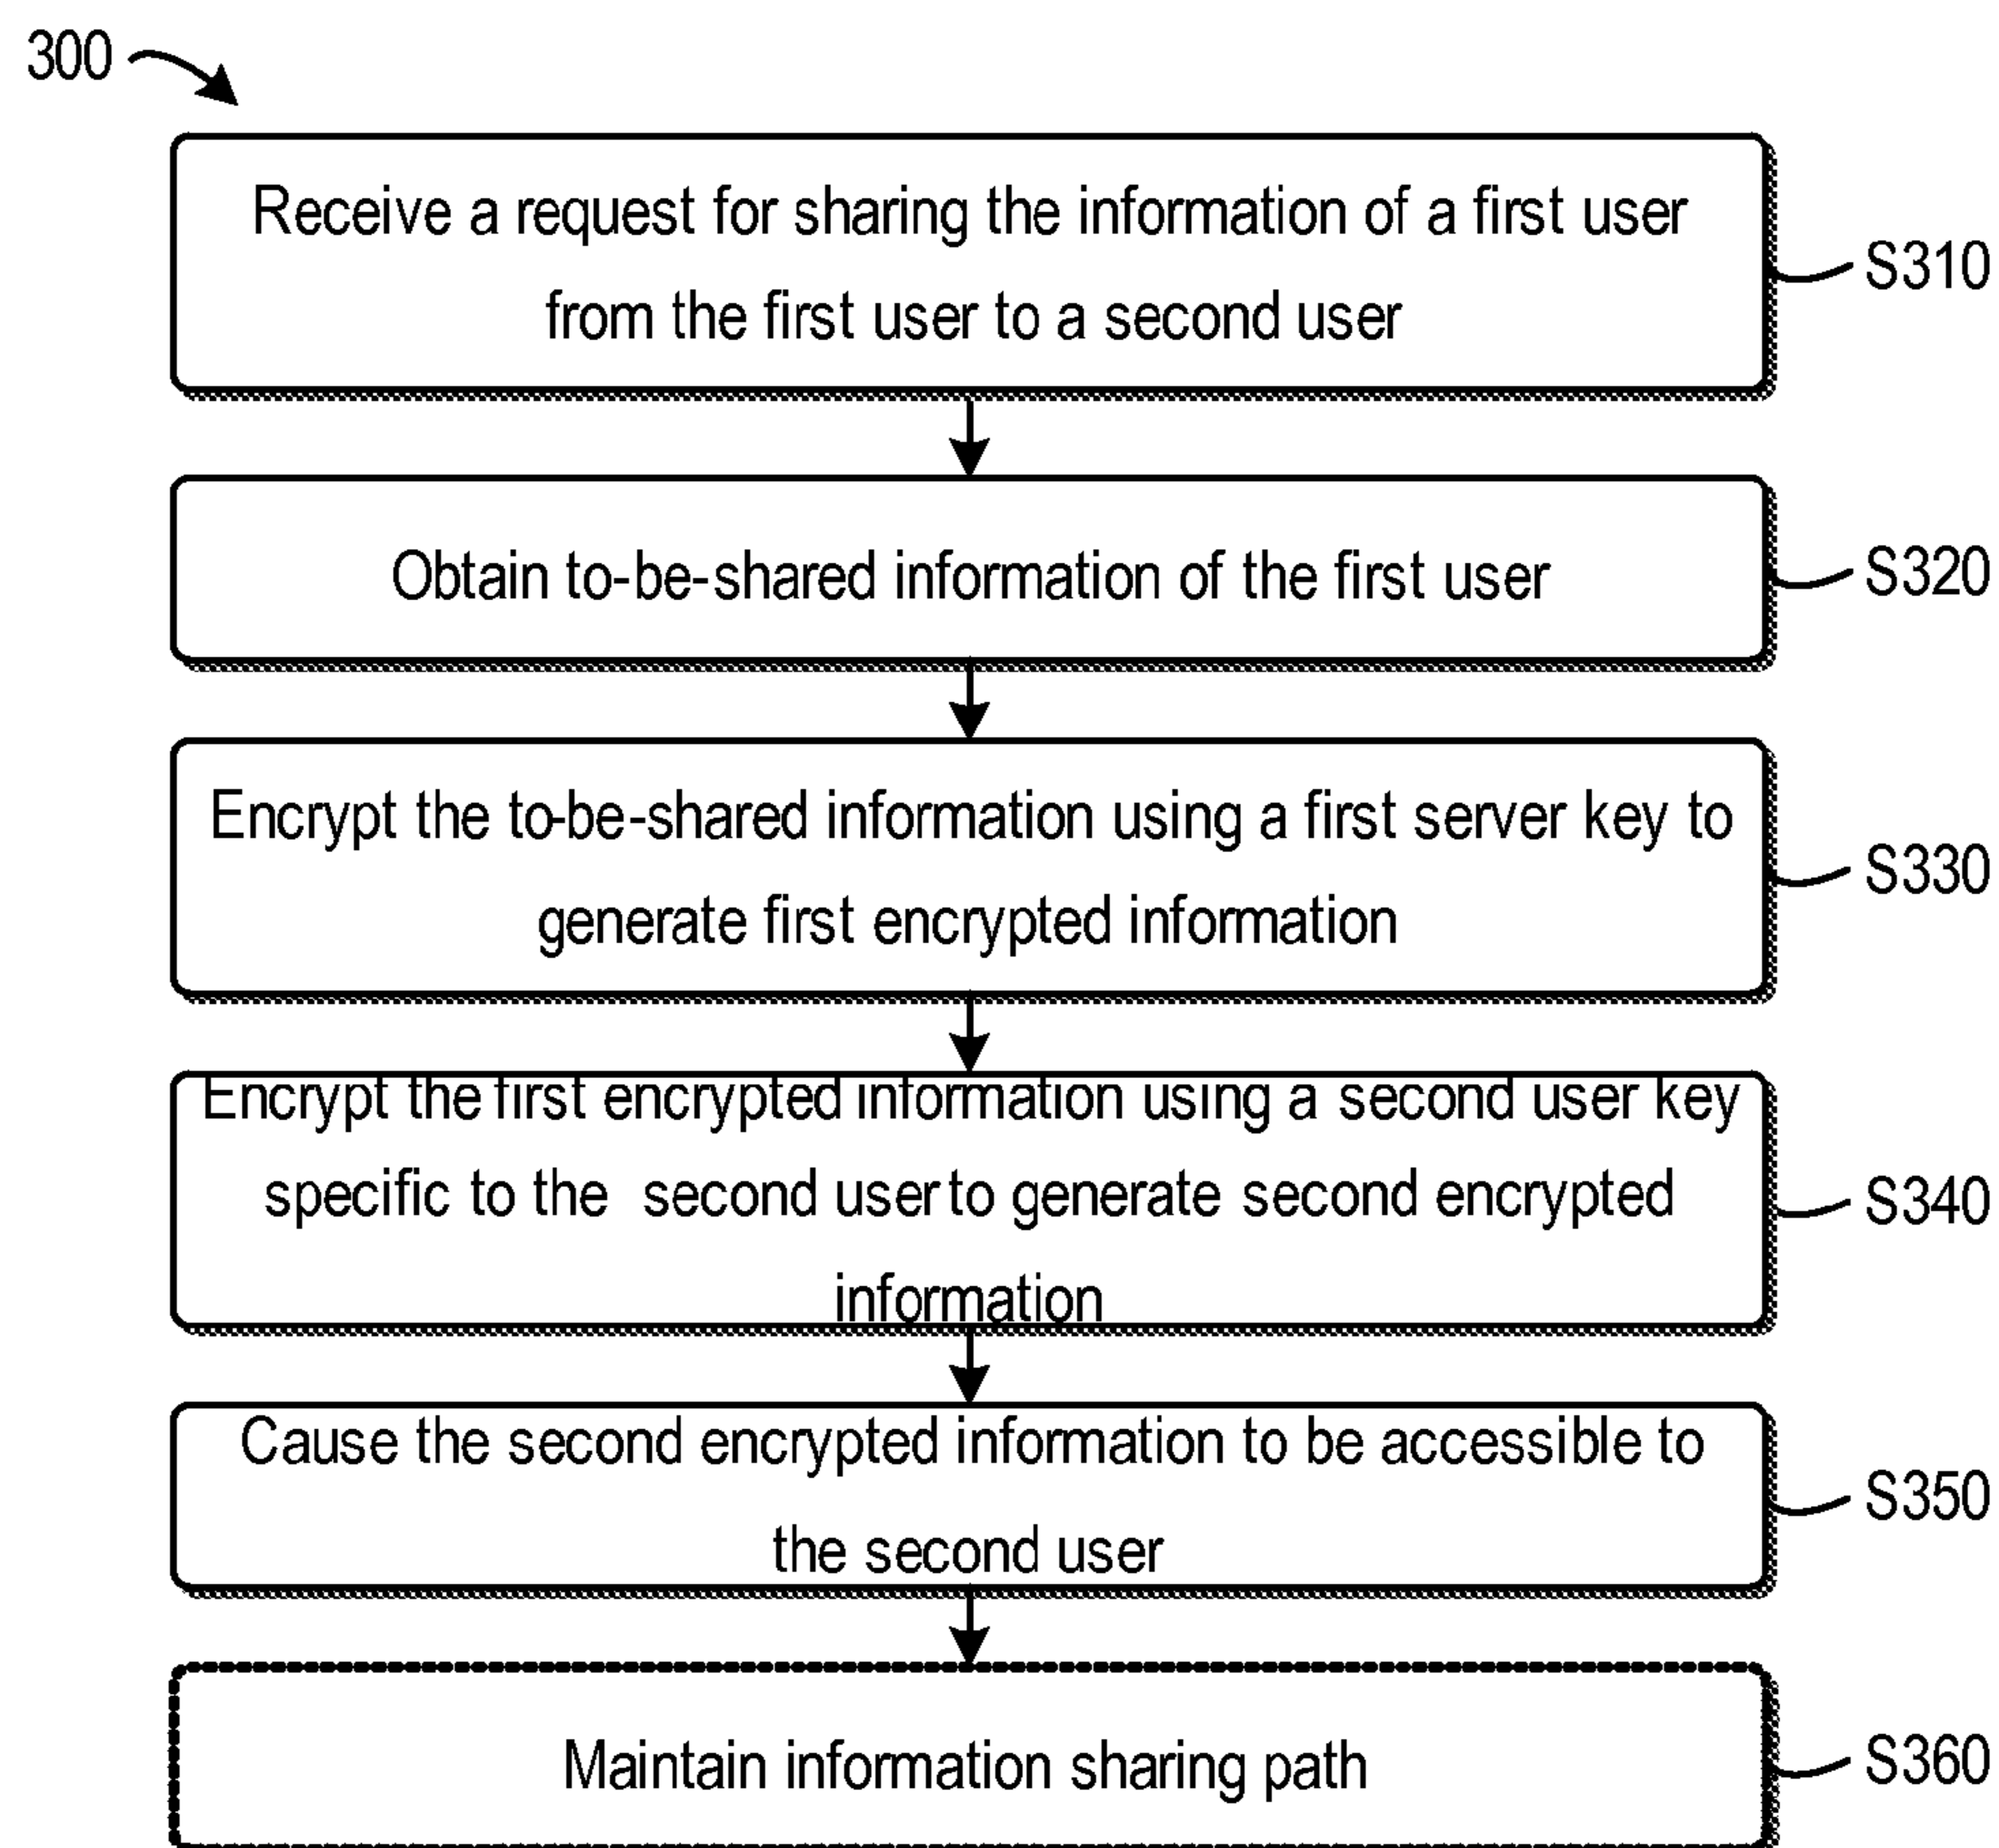 300
Receive a request for sharing the information of a first user
from the first user to a second user
S310
Obtain to-be-shared information of the first user
S320
Encrypt the to-be-shared information using a first server key to
generate first encrypted information
S330
Encrypt the first encrypted information using a second user key
specific to the second user to generate second encrypted
information
S340
Cause the second encrypted information to be accessible to
the second user
S350
Maintain information sharing path
S360